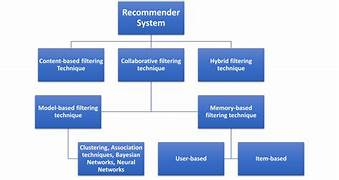 Recommender
System
Content-based filtering
Technique
Collaborative filtering
technique
Hybrid filtering
technique
Model-based filtering
technique
Memory-based
filtering technique
Clustering, Association
techniques, Bayesian
Networks, Neural
Networks
User-based
Item-based